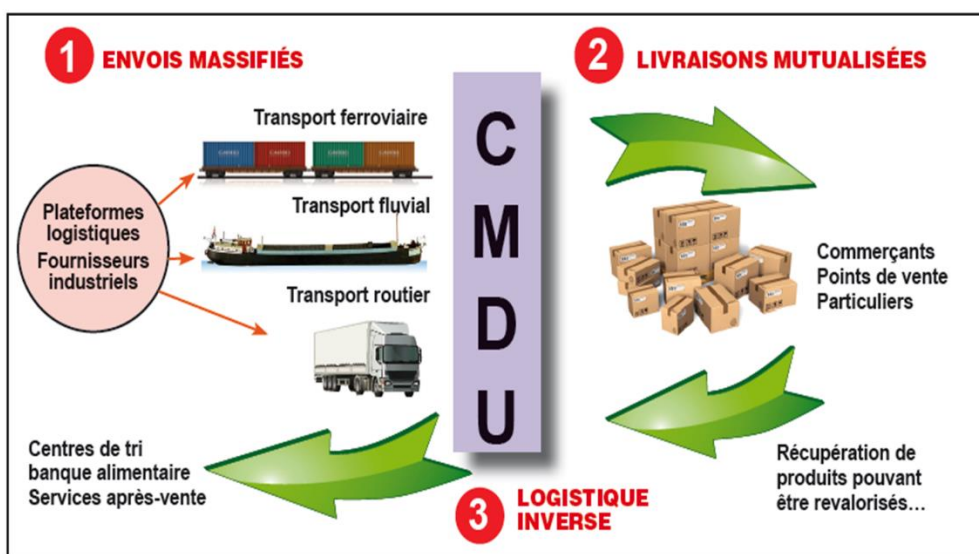 1 ENVOIS MASSIFIÉS
Transport ferroviaire
Plateformes
logistiques
Fournisseurs
industriels
Transport fluvial
Transport routier
C
M
D
U
2 LIVRAISONS MUTUALISÉES
Commerçants
Points de vente
Particuliers
Récupération de
produits pouvant
être revalorisés...
3 LOGISTIQUE
INVERSE
Centres de tri
banque alimentaire
Services après-vente